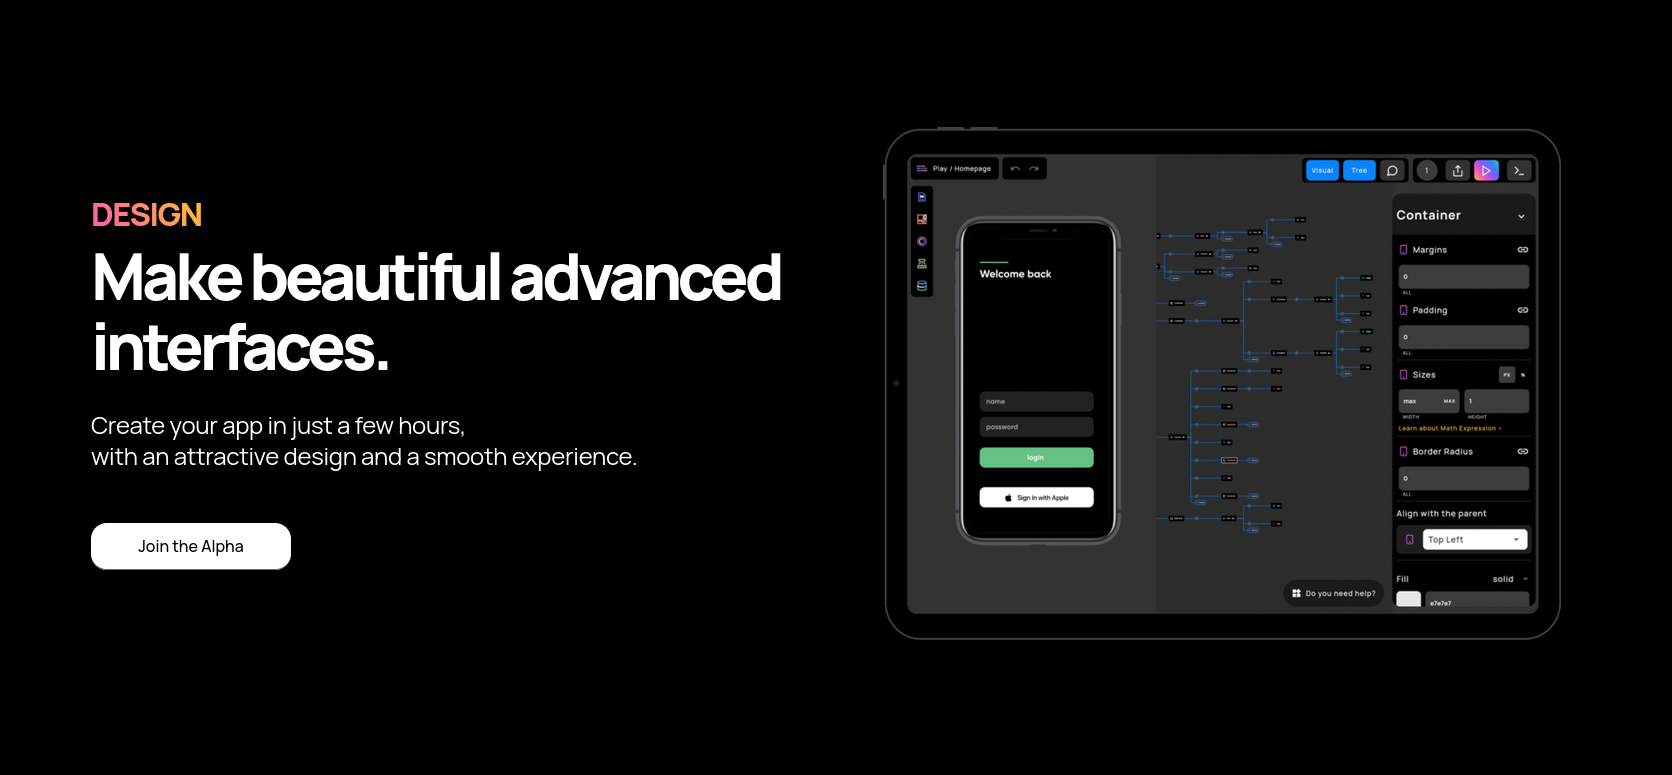 DESIGN
Make beautiful advanced
interfaces.
Create your app in just a few hours,
with an attractive design and a smooth experience.
Join the Alpha
Play / Homepage
Visual
Tree
1
Welcome back
name
password
login
Sign in with Apple
Container
Margins
0
ALL
Padding
0
ALL
Sizes
PX
%
max
MAX
1
WIDTH
HEIGHT
Learn about Math Expression ›
Border Radius
0
ALL
Align with the parent
Top Left
Fill
solid
e7e7e7
Do you need help?